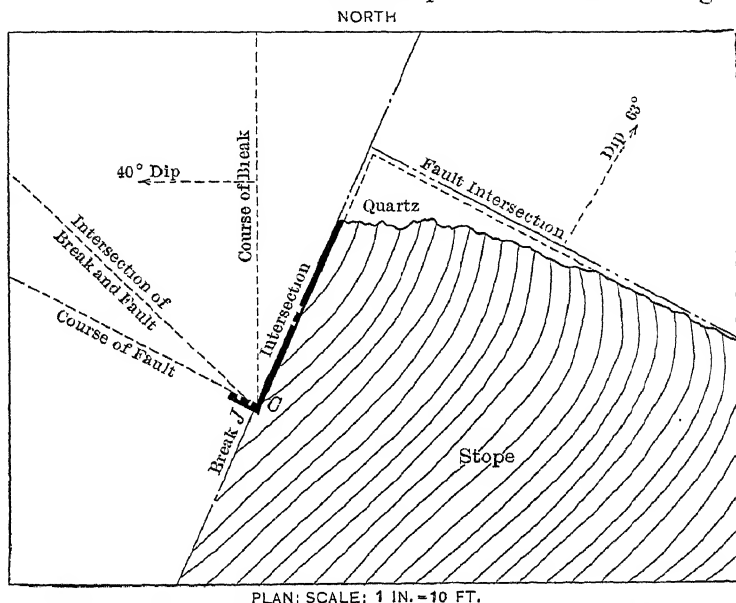 NORTH
40° Dip
Course of Break
Dip 63°
Fault Intersection
Quartz
Intersection of
Break and Fault
Course of Fault
Intersection
C
Break J
Stope
PLAN: SCALE: 1 IN. = 10 FT.